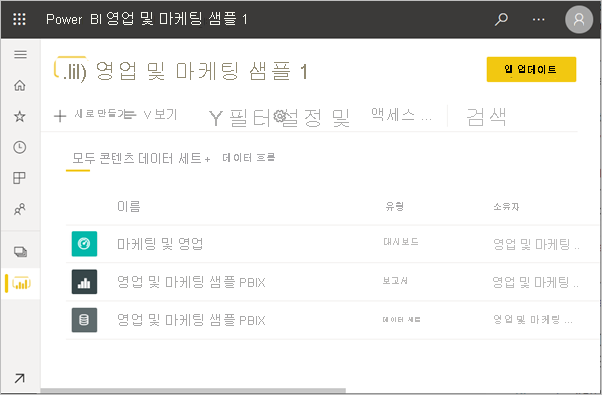 Power BI 영업 및 마케팅 샘플 1 ...
.lil) 영업 및 마케팅 샘플 1
앱 업데이트
+ 새로 만들기 V 보기 Y 필터 설정 및 액세스 ... 검색
모두 콘텐츠 데이터 세트 + 데이터 흐름
이름 유형 소유자
마케팅 및 영업 대시보드 영업 및 마케팅 ..
영업 및 마케팅 샘플 PBIX 보고서 영업 및 마케팅 ..
영업 및 마케팅 샘플 PBIX 데이터 세트 영업 및 마케팅 ...